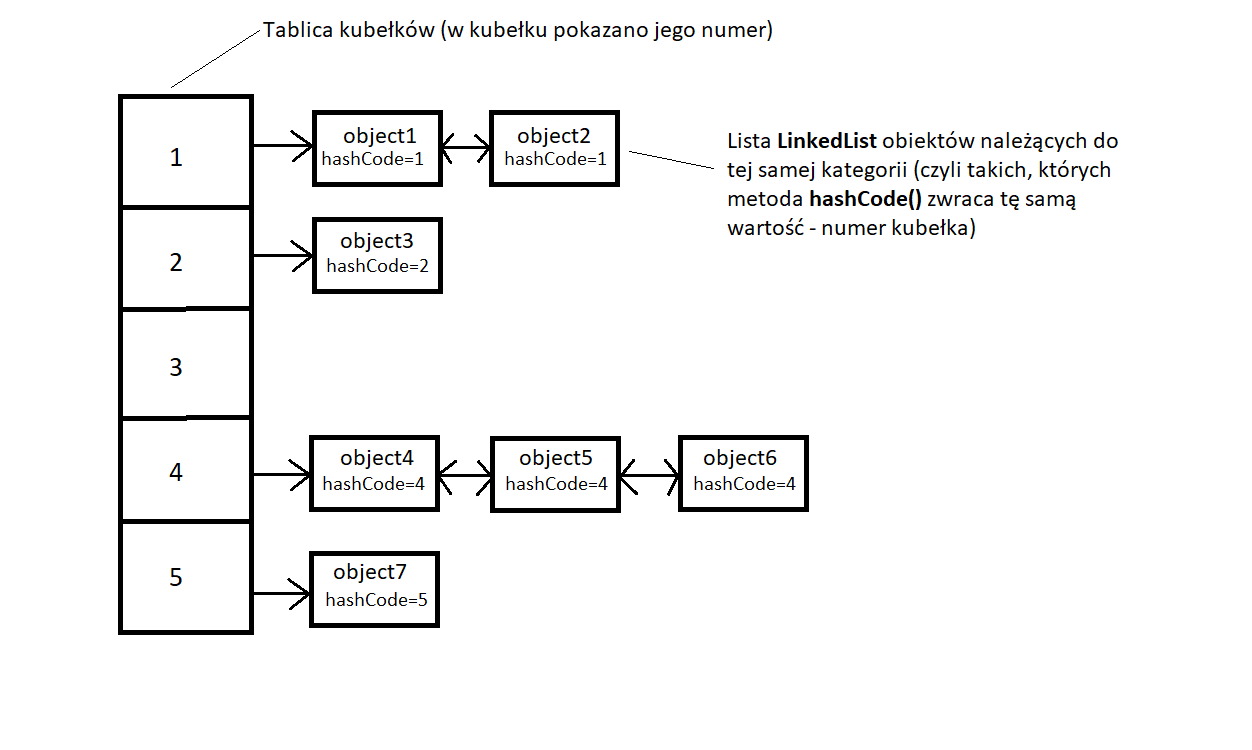 Tablica kubełków (w kubełku pokazano jego numer)
1
object1
hashCode=1
object2
hashCode=1
Lista LinkedList obiektów należących do
tej samej kategorii (czyli takich, których
metoda hashCode() zwraca tę samą
wartość - numer kubełka)
2
object3
hashCode=2
3
4
object4
hashCode=4
object5
hashCode=4
object6
hashCode=4
5
object7
hashCode=5